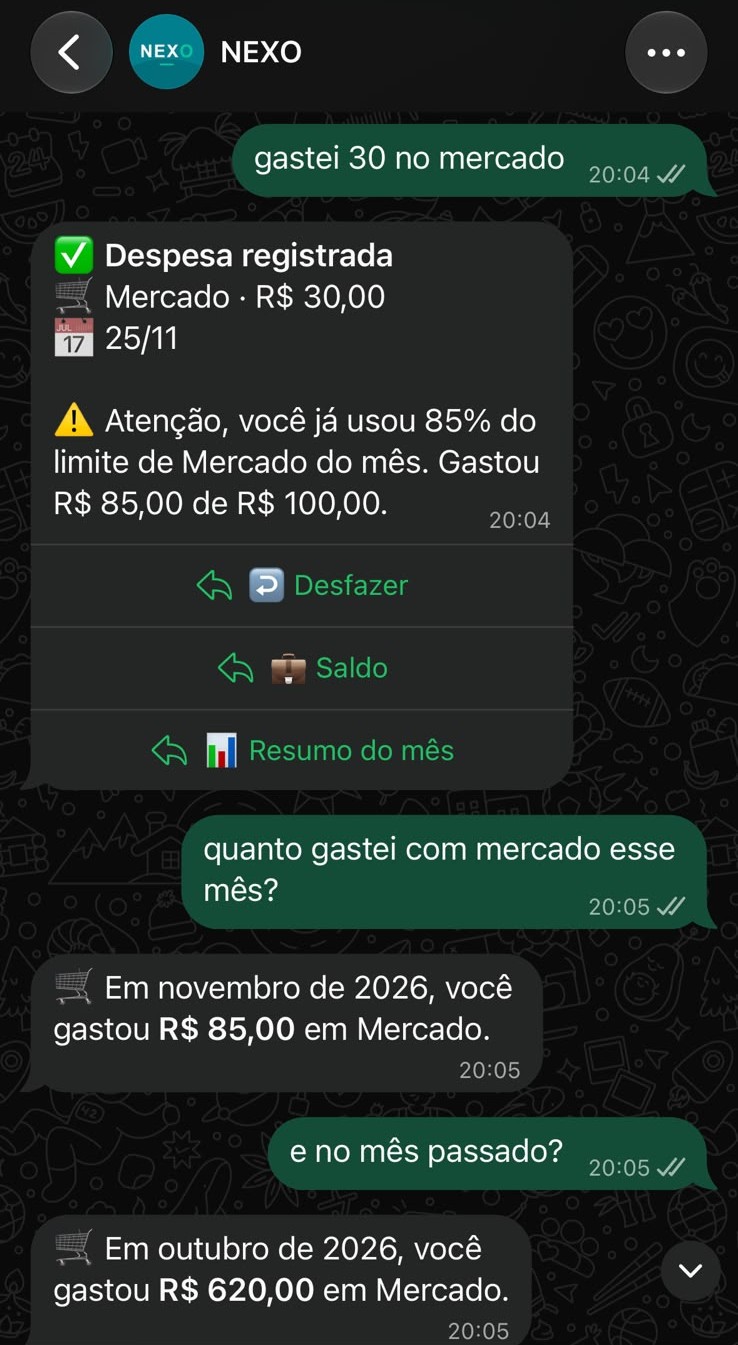 NEXO
NEXO
gastei 30 no mercado
20:04
✅ Despesa registrada
🛒 Mercado · R$ 30,00
📅 25/11
JUL
17
⚠️ Atenção, você já usou 85% do
limite de Mercado do mês. Gastou
R$ 85,00 de R$ 100,00.
20:04
↩️ Desfazer
💼 Saldo
📊 Resumo do mês
quanto gastei com mercado esse
mês?
20:05
🛒 Em novembro de 2026, você
gastou R$ 85,00 em Mercado.
20:05
e no mês passado?
20:05
🛒 Em outubro de 2026, você
gastou R$ 620,00 em Mercado.
20:05